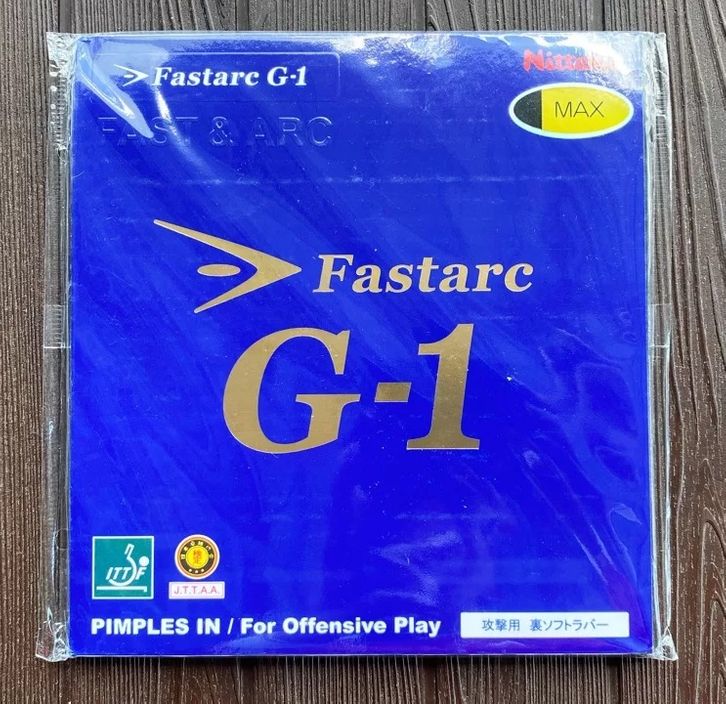 Fastarc G-1
Nittaku
MAX
FAST & ARC
Fastarc
G-1
ITTF
J.T.T.A.A.
PIMPLES IN / For Offensive Play
攻撃用 裏ソフトラバー